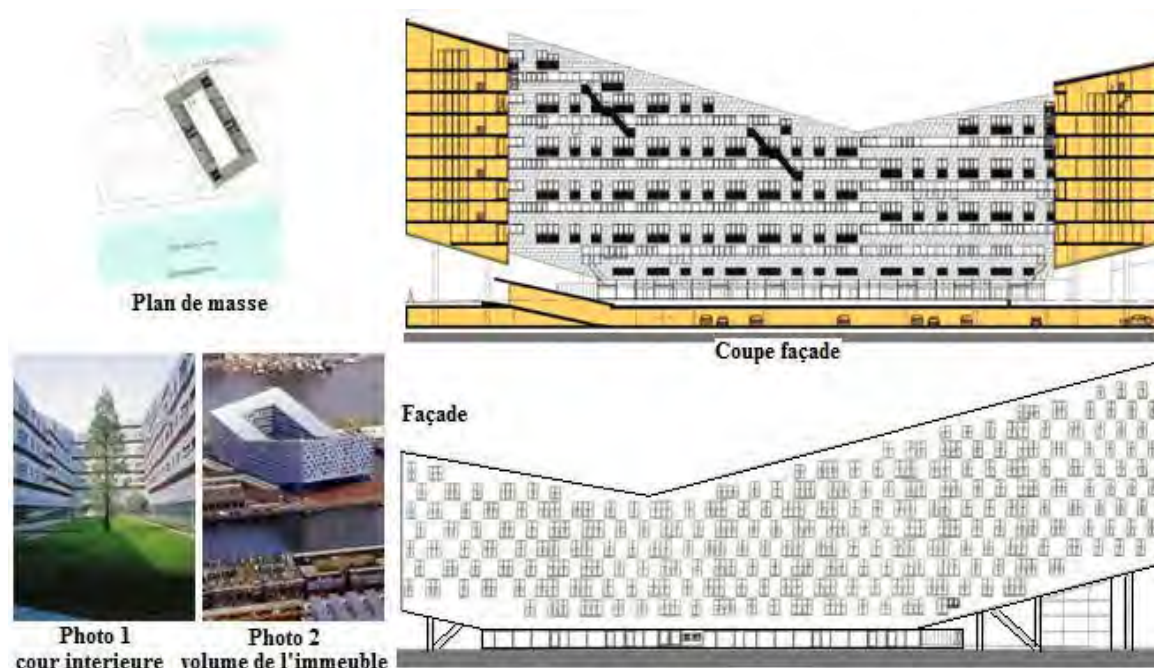 Plan de masse
Coupe façade
Façade
Photo 1
cour interieure
Photo 2
volume de l'immeuble